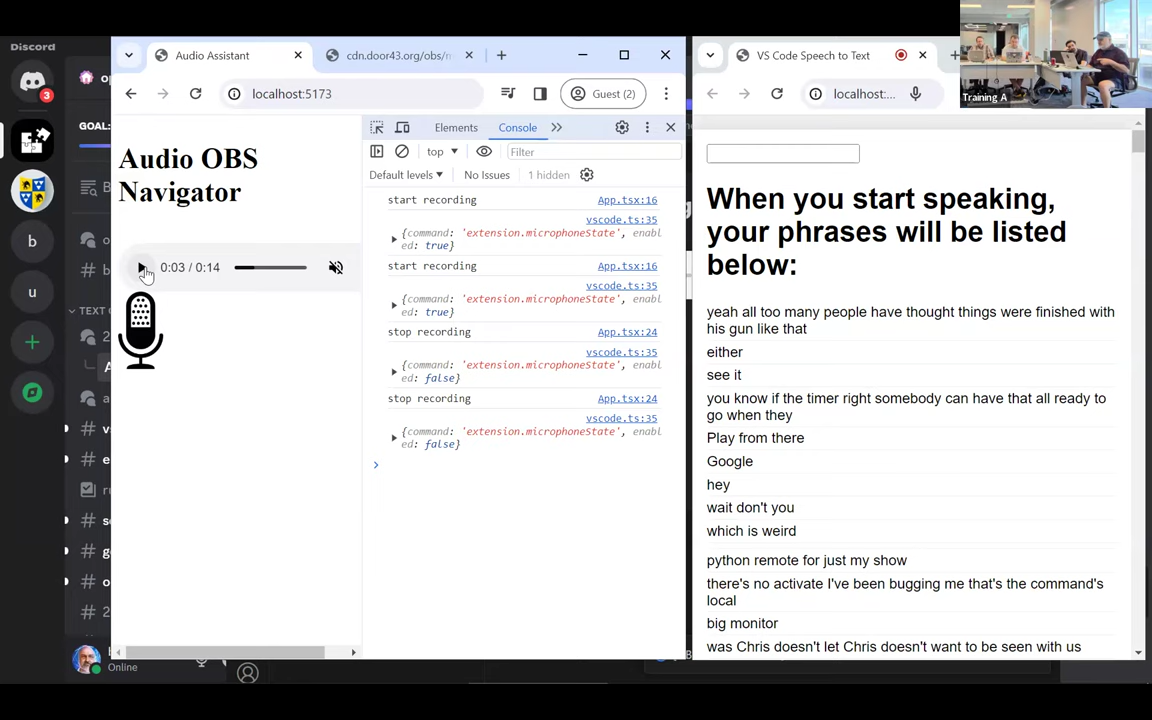 Discord
3
GOAL:
b
u
TEXT
Online
Audio Assistant
cdn.door43.org/obs/m
localhost:5173
Guest (2)
Audio OBS
Navigator
0:03 / 0:14
Elements
Console
top
Filter
Default levels
No Issues
1 hidden
start recording
App.tsx:16
vscode.ts:35
{command: 'extension.microphoneState', enabl
ed: true}
start recording
App.tsx:16
vscode.ts:35
{command: 'extension.microphoneState', enabl
ed: true}
stop recording
App.tsx:24
vscode.ts:35
{command: 'extension.microphoneState', enabl
ed: false}
stop recording
App.tsx:24
vscode.ts:35
{command: 'extension.microphoneState', enabl
ed: false}
VS Code Speech to Text
localhost:...
Training A
When you start speaking,
your phrases will be listed
below:
yeah all too many people have thought things were finished with
his gun like that
either
see it
you know if the timer right somebody can have that all ready to
go when they
Play from there
Google
hey
wait don't you
which is weird
python remote for just my show
there's no activate I've been bugging me that's the command's
local
big monitor
was Chris doesn't let Chris doesn't want to be seen with us